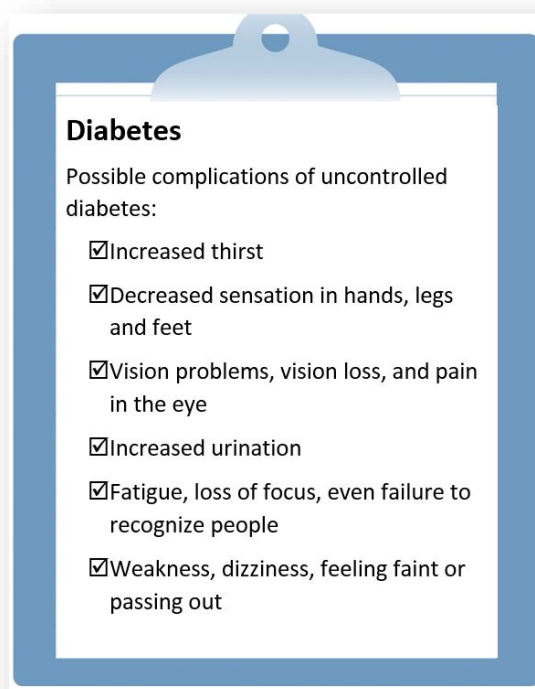 Diabetes
Possible complications of uncontrolled
diabetes:
☑Increased thirst
☑Decreased sensation in hands, legs
and feet
☑Vision problems, vision loss, and pain
in the eye
☑Increased urination
☑Fatigue, loss of focus, even failure to
recognize people
☑Weakness, dizziness, feeling faint or
passing out